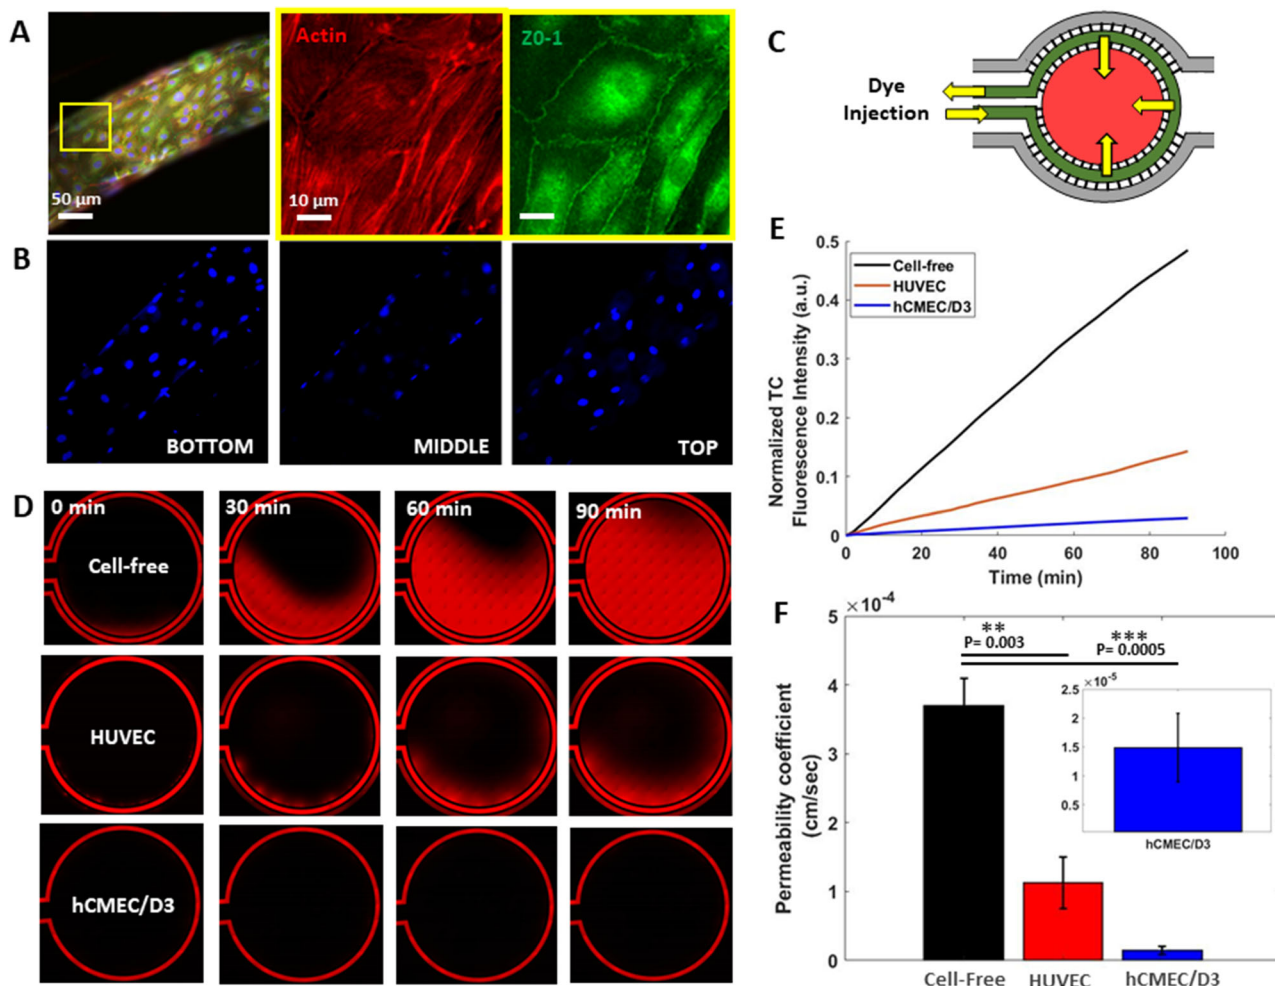 A
50 µm
Actin
10 µm
Z0-1
B
BOTTOM
MIDDLE
TOP
C
Dye
Injection
D
0 min
30 min
60 min
90 min
Cell-free
HUVEC
hCMEC/D3
E
Normalized TC
Fluorescence Intensity (a.u.)
0.5
0.4
0.3
0.2
0.1
0
Cell-free
HUVEC
hCMEC/D3
0 20 40 60 80 100
Time (min)
F
×10⁻⁴
Permeability coefficient
(cm/sec)
5
4
3
2
1
0
**
P= 0.003
***
P= 0.0005
×10⁻⁵
2.5
2
1.5
1
0.5
hCMEC/D3
Cell-Free HUVEC hCMEC/D3